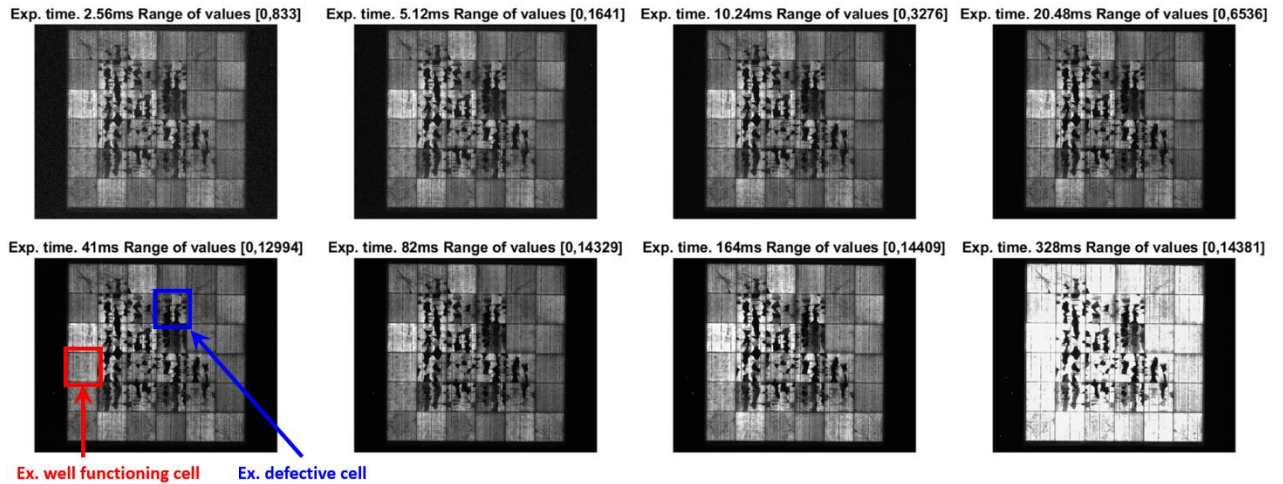 Exp. time. 2.56ms Range of values [0,833]
Exp. time. 5.12ms Range of values [0,1641]
Exp. time. 10.24ms Range of values [0,3276]
Exp. time. 20.48ms Range of values [0,6536]
Exp. time. 41ms Range of values [0,12994]
Exp. time. 82ms Range of values [0,14329]
Exp. time. 164ms Range of values [0,14409]
Exp. time. 328ms Range of values [0,14381]
Ex. well functioning cell
Ex. defective cell